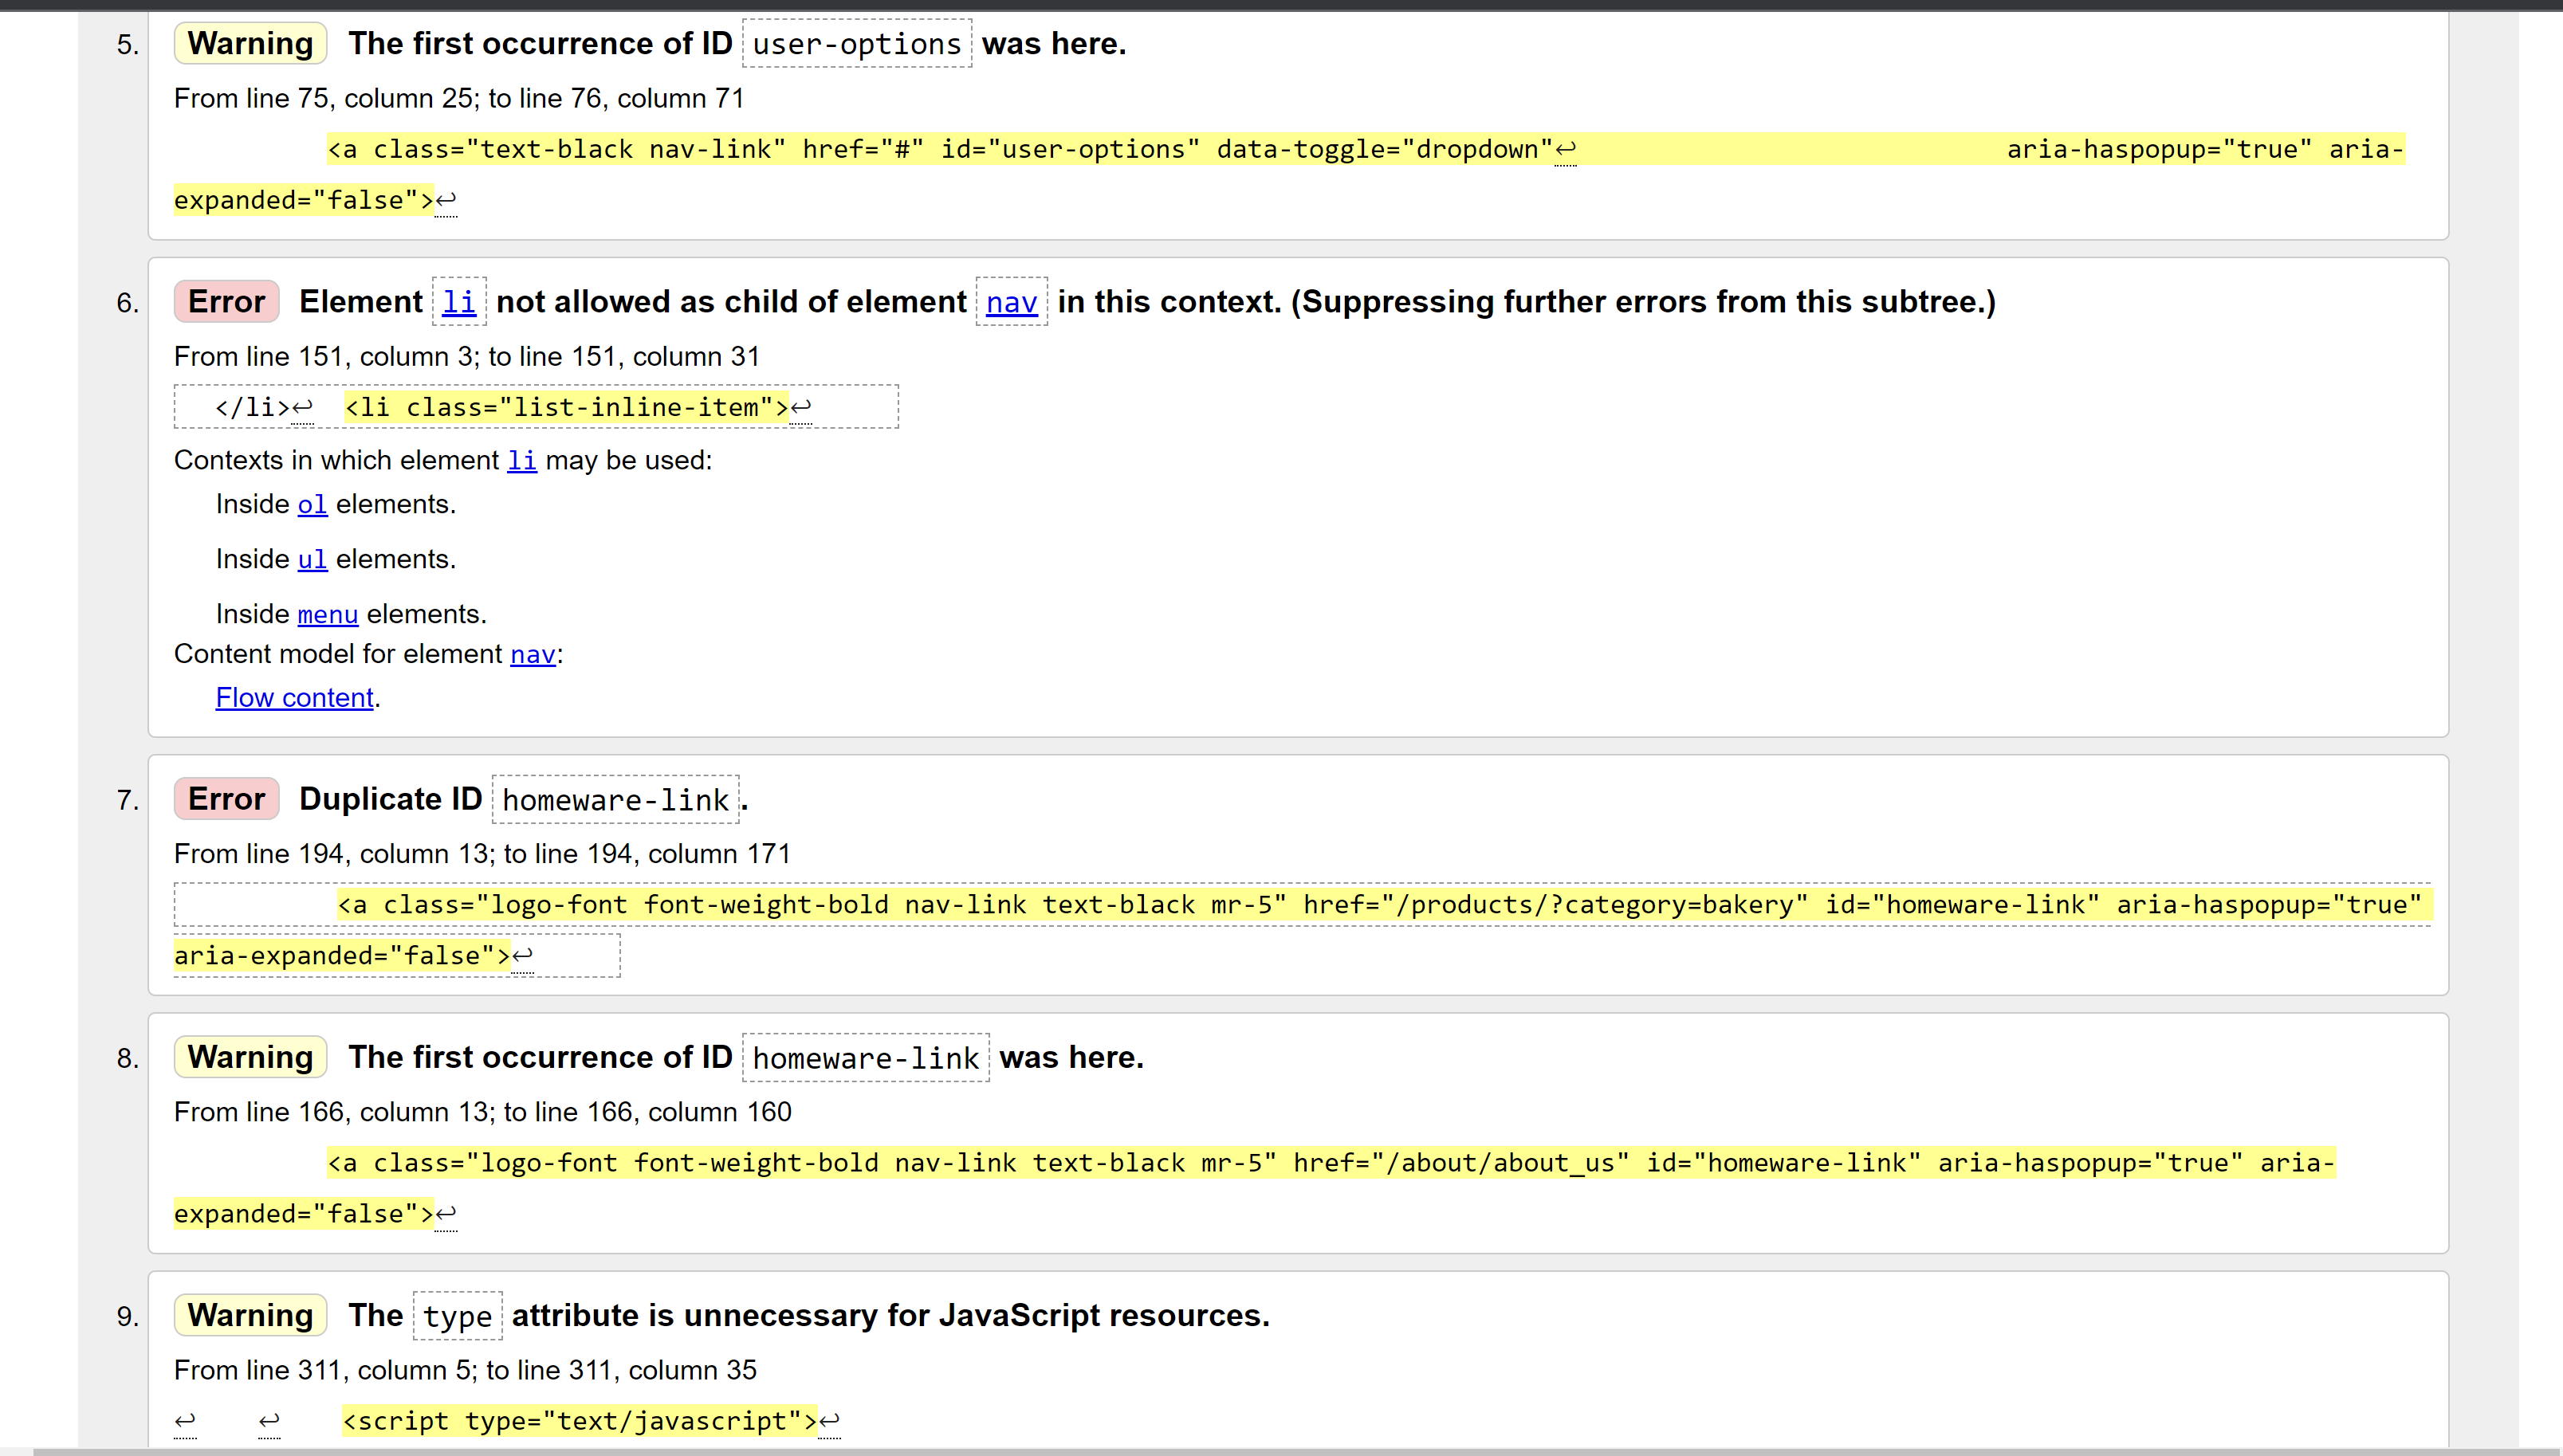 5. Warning The first occurrence of ID user-options was here.
From line 75, column 25; to line 76, column 71
<a class="text-black nav-link" href="#" id="user-options" data-toggle="dropdown"↩ aria-haspopup="true" aria-
expanded="false">↩
6. Error Element li not allowed as child of element nav in this context. (Suppressing further errors from this subtree.)
From line 151, column 3; to line 151, column 31
</li>↩ <li class="list-inline-item">↩
Contexts in which element li may be used:
Inside ol elements.
Inside ul elements.
Inside menu elements.
Content model for element nav:
Flow content.
7. Error Duplicate ID homeware-link.
From line 194, column 13; to line 194, column 171
<a class="logo-font font-weight-bold nav-link text-black mr-5" href="/products/?category=bakery" id="homeware-link" aria-haspopup="true"
aria-expanded="false">↩
8. Warning The first occurrence of ID homeware-link was here.
From line 166, column 13; to line 166, column 160
<a class="logo-font font-weight-bold nav-link text-black mr-5" href="/about/about_us" id="homeware-link" aria-haspopup="true" aria-
expanded="false">↩
9. Warning The type attribute is unnecessary for JavaScript resources.
From line 311, column 5; to line 311, column 35
↩ ↩ <script type="text/javascript">↩